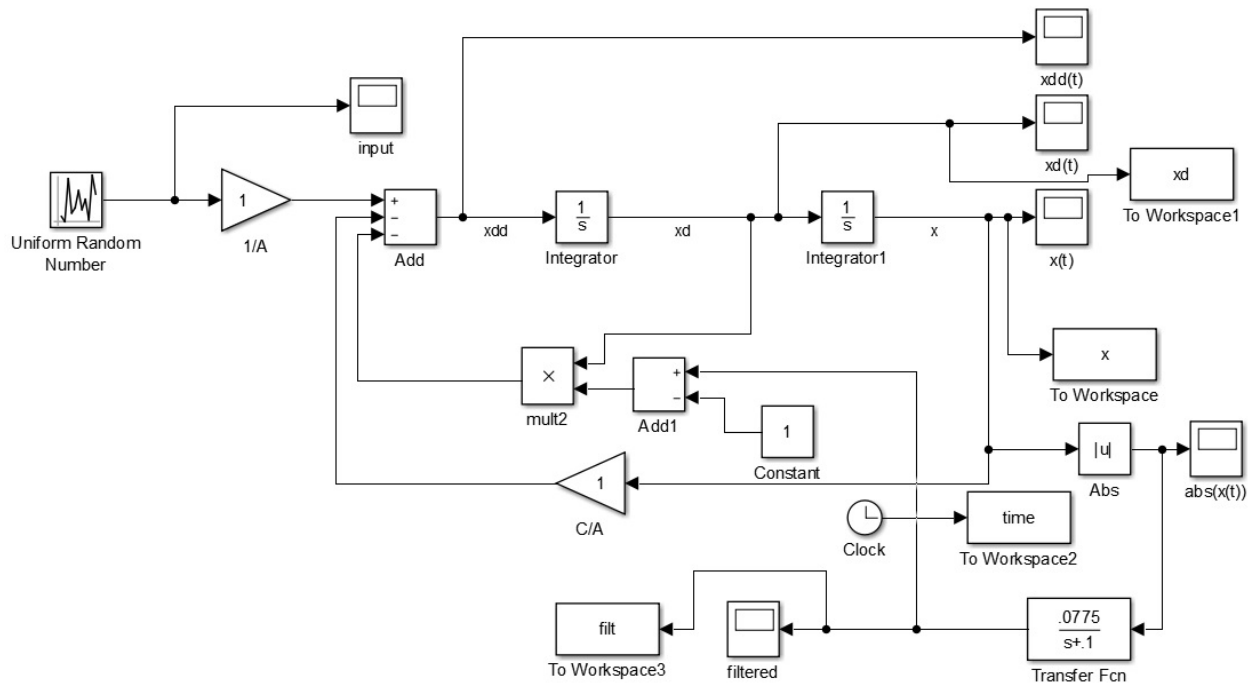 xdd(t)
input
xd(t)
xd
To Workspace1
Uniform Random
Number
1
1/A
+
−
−
Add
xdd
1
s
Integrator
xd
1
s
Integrator1
x
x(t)
×
mult2
+
−
Add1
1
Constant
x
To Workspace
|u|
Abs
abs(x(t))
1
C/A
Clock
time
To Workspace2
filt
To Workspace3
filtered
.0775
s+.1
Transfer Fcn